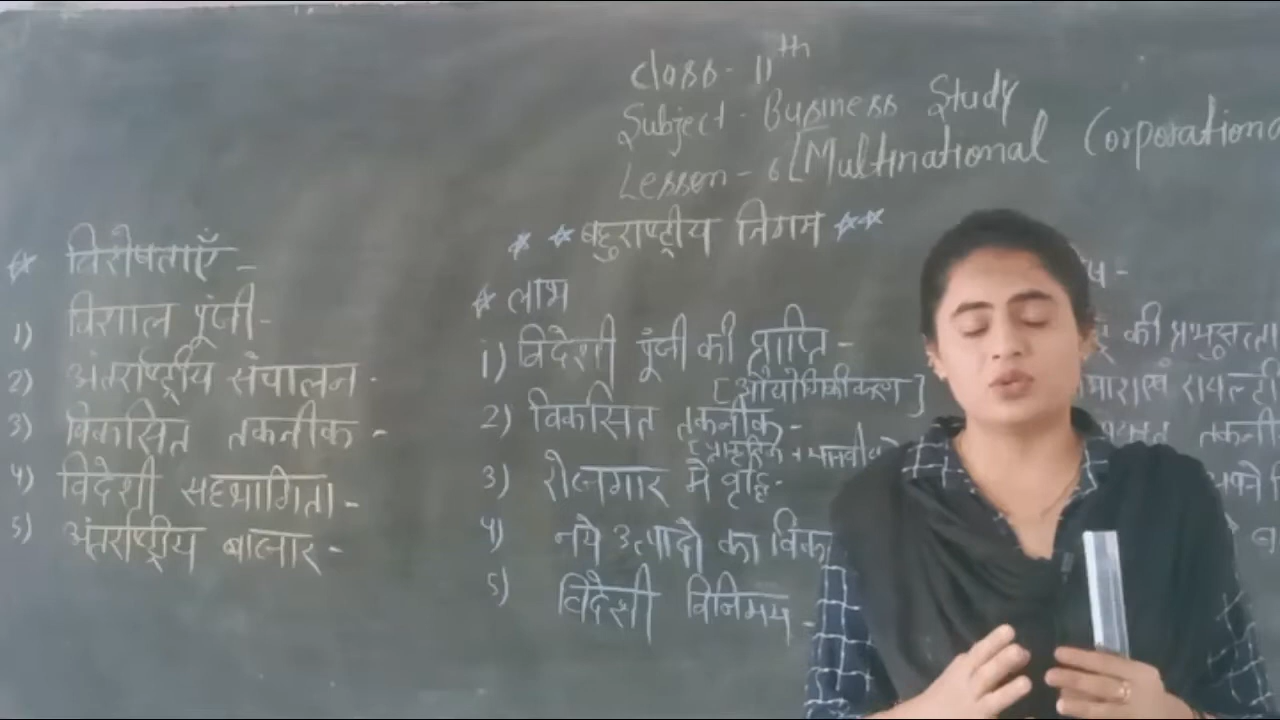 Class - 11th
Subject - Business Study
Lesson - 6 [Multinational Corporations
* * बहुराष्ट्रीय निगम * *
* विशेषताएँ -
1) विशाल पूंजी -
2) अंतर्राष्ट्रीय संचालन -
3) विकसित तकनीक -
4) विदेशी सहभागिता -
5) अंतर्राष्ट्रीय बाजार -
* लाभ
1) विदेशी पूंजी की प्राप्ति -
[औद्योगिकीकरण]
2) विकसित तकनीक -
3) रोजगार में वृद्धि -
4) नये उत्पादों का
5) विदेशी विनिमय -
की प्रभुसत्ता
तकनी